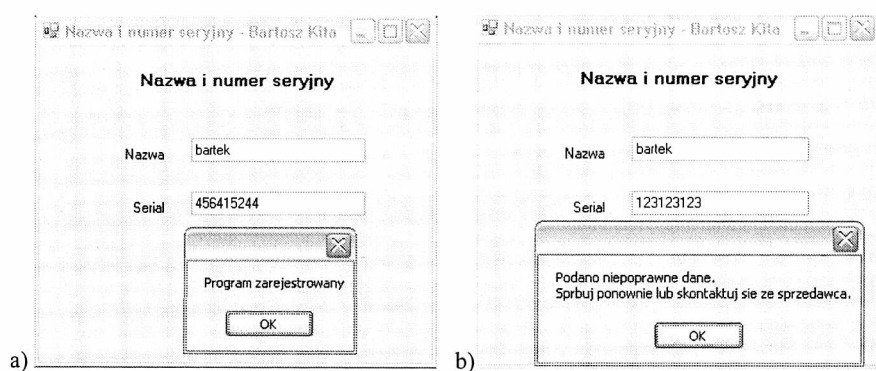 Nazwa i numer seryjny - Bartosz Kita
Nazwa i numer seryjny
Nazwa bartek
Serial 456415244
Program zarejestrowany
OK
a)
Nazwa i numer seryjny - Bartosz Kita
Nazwa i numer seryjny
Nazwa bartek
Serial 123123123
Podano niepoprawne dane.
Sprbuj ponownie lub skontaktuj sie ze sprzedawca.
OK
b)